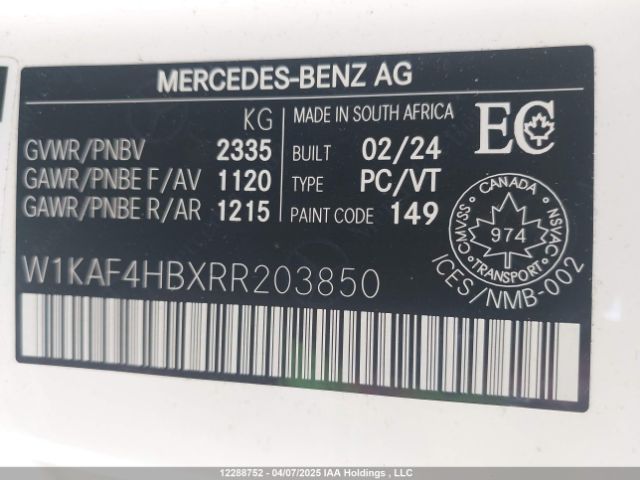 MERCEDES-BENZ AG
KG
GVWR/PNBV 2335
GAWR/PNBE F/AV 1120
GAWR/PNBE R/AR 1215
MADE IN SOUTH AFRICA
BUILT 02/24
TYPE PC/VT
PAINT CODE 149
EC
CANADA
CMVSS 974 NSVAC
TRANSPORT
ICES/NMB-002
W1KAF4HBXRR203850
12288752 - 04/07/2025 IAA Holdings , LLC